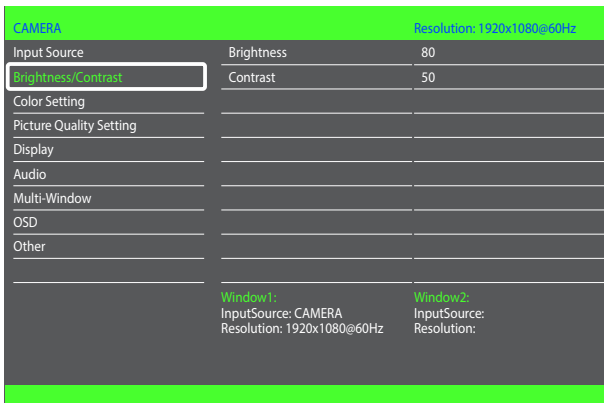 CAMERA Resolution: 1920x1080@60Hz
Input Source Brightness 80
Brightness/Contrast Contrast 50
Color Setting
Picture Quality Setting
Display
Audio
Multi-Window
OSD
Other
Window1: Window2:
InputSource: CAMERA InputSource:
Resolution: 1920x1080@60Hz Resolution: